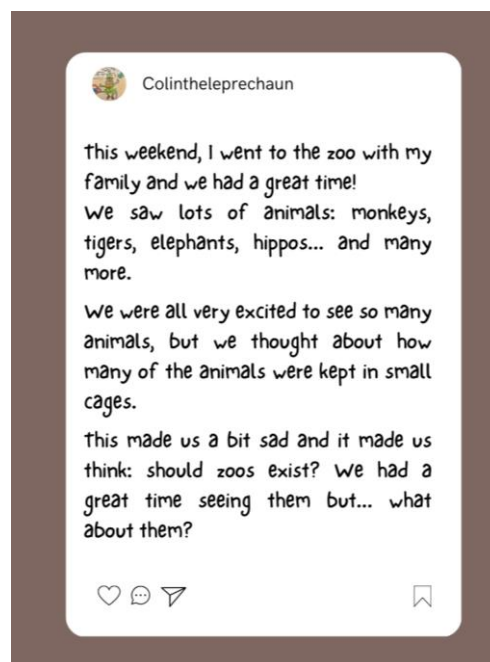 Colintheleprechaun
This weekend, I went to the zoo with my
family and we had a great time!
We saw lots of animals: monkeys,
tigers, elephants, hippos... and many
more.
We were all very excited to see so many
animals, but we thought about how
many of the animals were kept in small
cages.
This made us a bit sad and it made us
think: should zoos exist? We had a
great time seeing them but... what
about them?